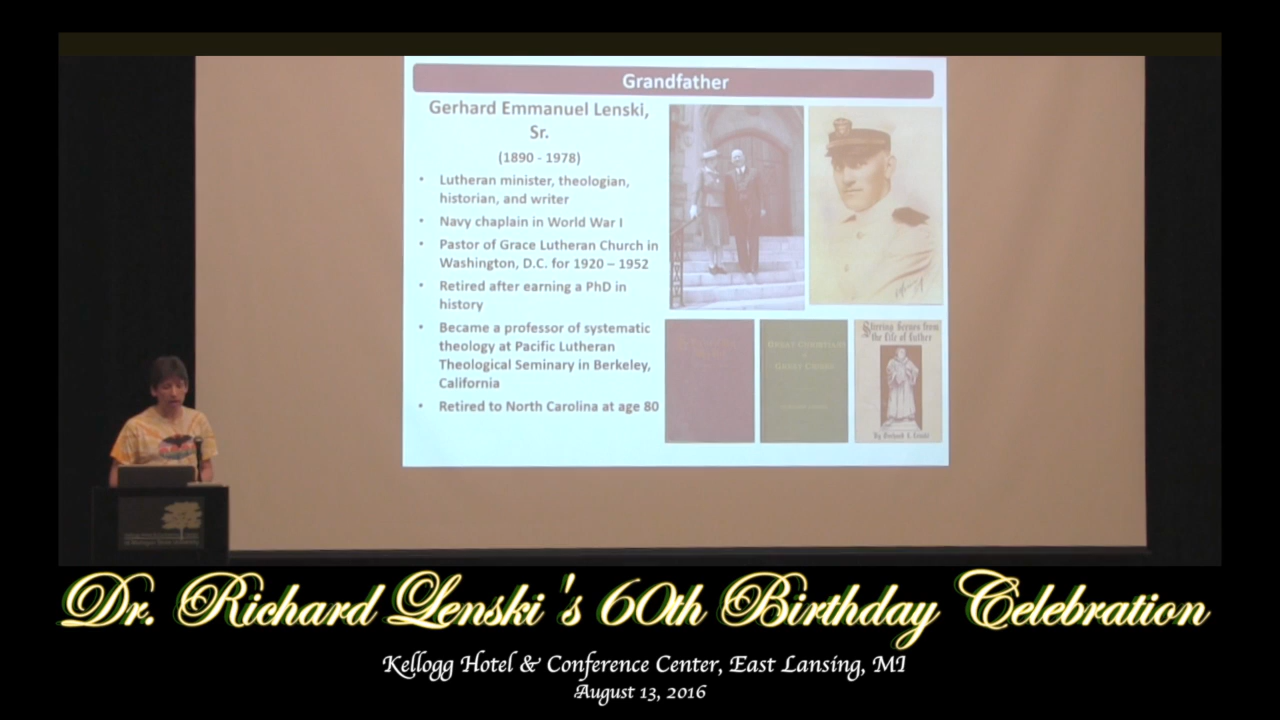 Grandfather
Gerhard Emmanuel Lenski,
Sr.
(1890 - 1978)
• Lutheran minister, theologian,
historian, and writer
• Navy chaplain in World War I
• Pastor of Grace Lutheran Church in
Washington, D.C. for 1920 – 1952
• Retired after earning a PhD in
history
• Became a professor of systematic
theology at Pacific Lutheran
Theological Seminary in Berkeley,
California
• Retired to North Carolina at age 80
Stirring Scenes from
the Life of Luther
Dr. Richard Lenski's 60th Birthday Celebration
Kellogg Hotel & Conference Center, East Lansing, MI
August 13, 2016